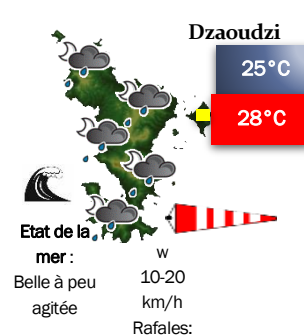 Dzaoudzi
25°C
28°C
Etat de la
mer :
Belle à peu
agitée
w
10-20
km/h
Rafales: